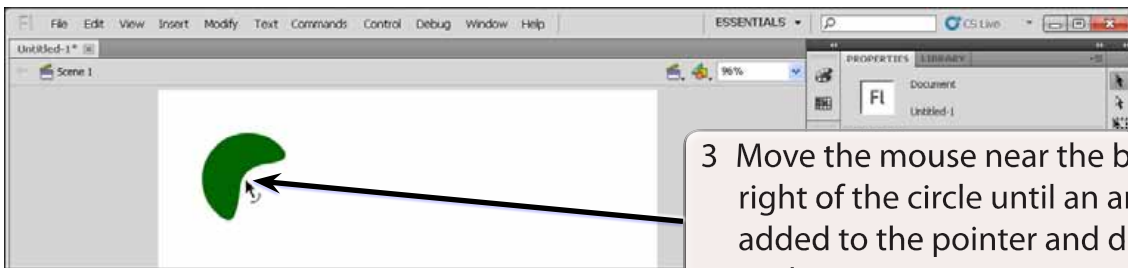 Fl File Edit View Insert Modify Text Commands Control Debug Window Help ESSENTIALS CS Live
Untitled-1*
Scene 1 96%
PROPERTIES LIBRARY
Fl Document
Untitled-1
3 Move the mouse near the b
right of the circle until an a
added to the pointer and d